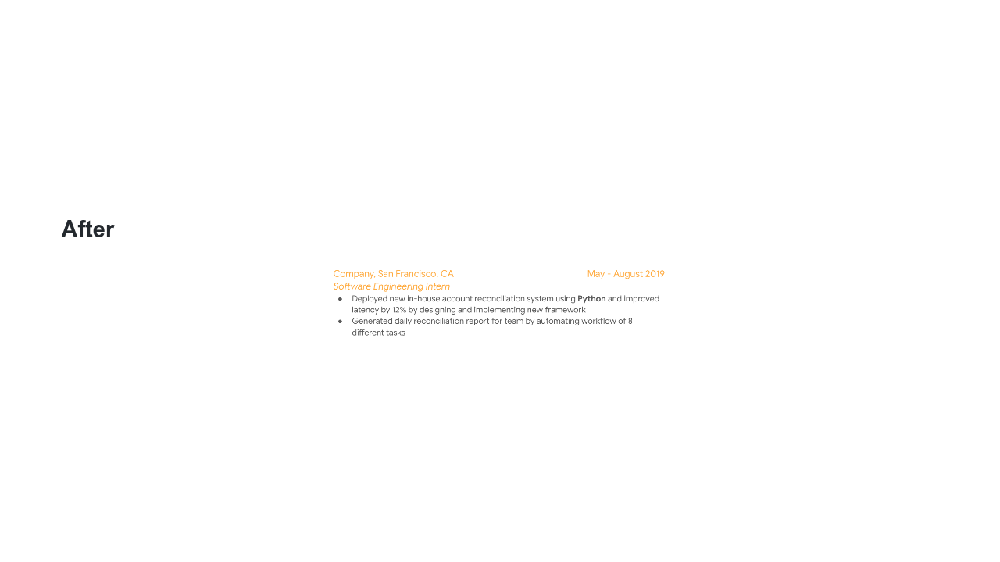 After
Company, San Francisco, CA May - August 2019
Software Engineering Intern
● Deployed new in-house account reconciliation system using Python and improved
latency by 12% by designing and implementing new framework
● Generated daily reconciliation report for team by automating workflow of 8
different tasks